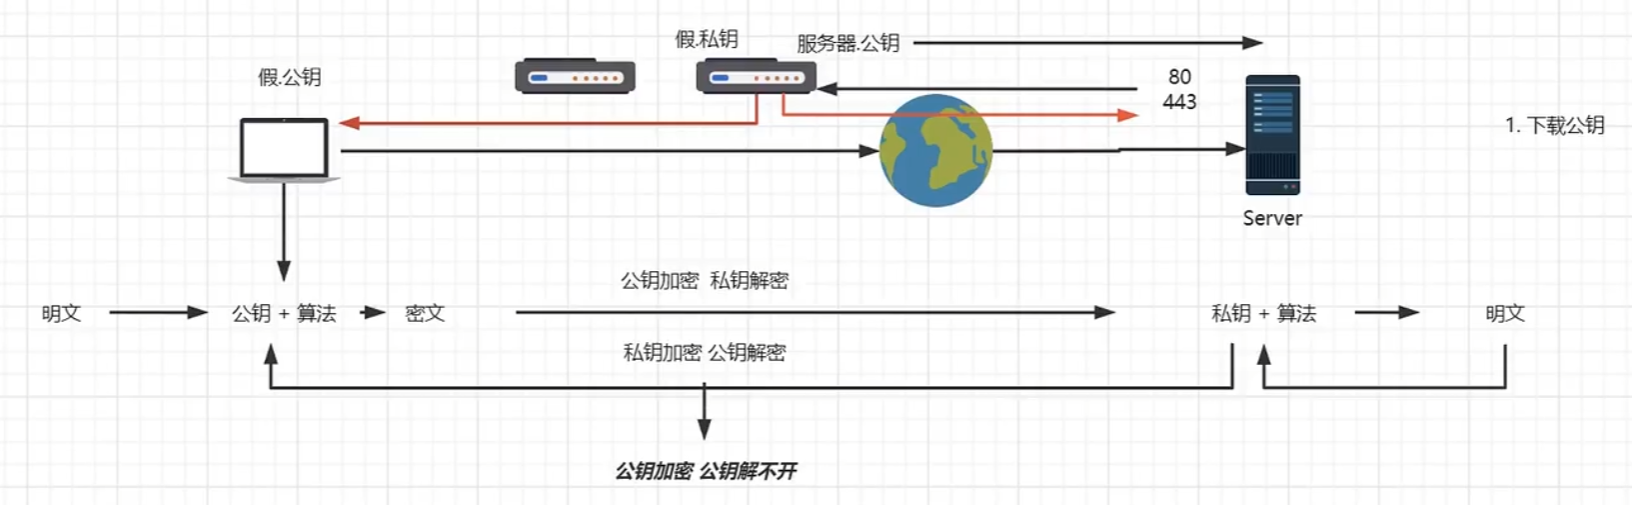 假.私钥
服务器.公钥
假.公钥
80
443
1. 下载公钥
Server
公钥加密 私钥解密
明文
公钥 + 算法
密文
私钥 + 算法
明文
私钥加密 公钥解密
公钥加密 公钥解不开